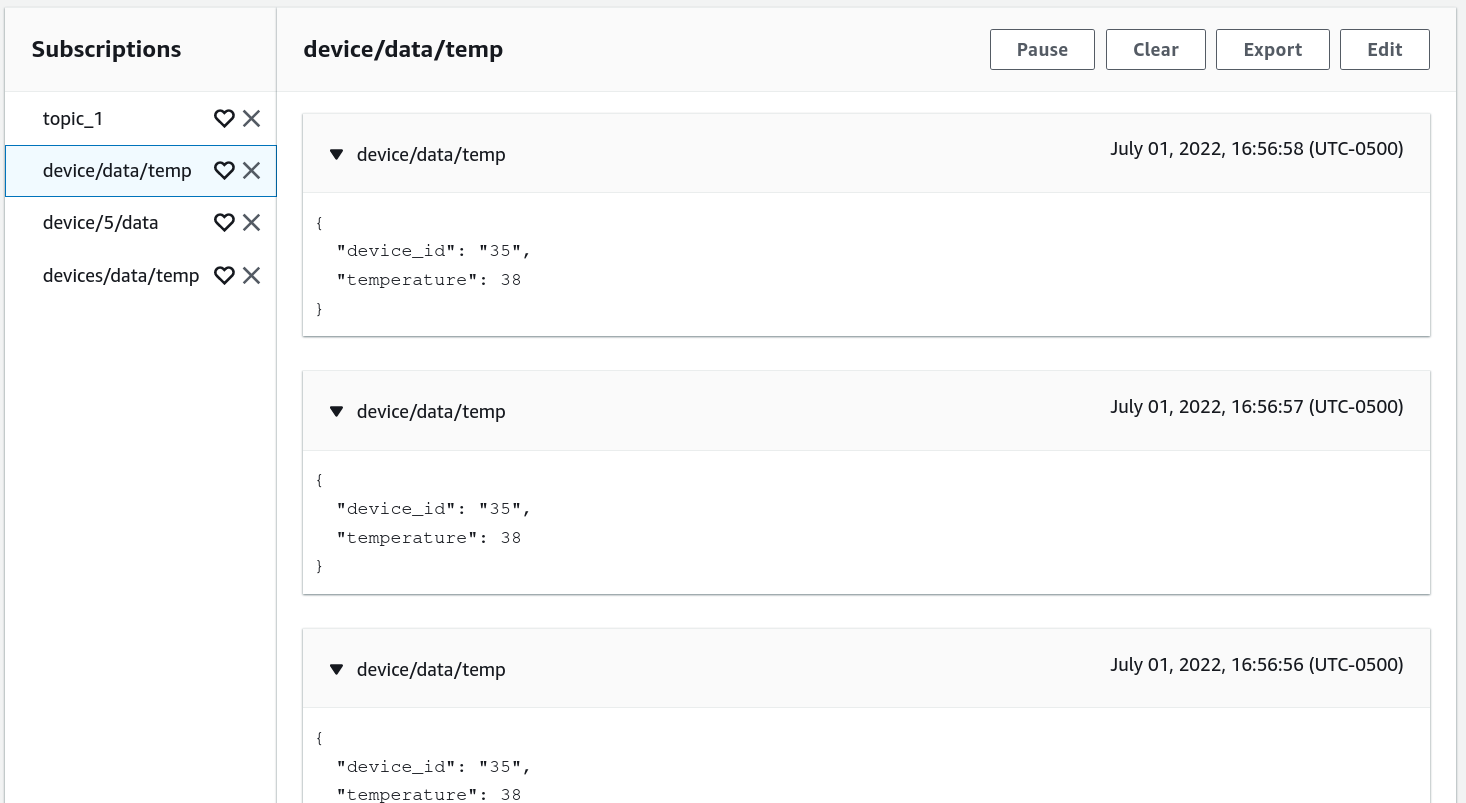 Subscriptions
topic_1
device/data/temp
device/5/data
devices/data/temp
device/data/temp
Pause Clear Export Edit
device/data/temp July 01, 2022, 16:56:58 (UTC-0500)
{
"device_id": "35",
"temperature": 38
}
device/data/temp July 01, 2022, 16:56:57 (UTC-0500)
{
"device_id": "35",
"temperature": 38
}
device/data/temp July 01, 2022, 16:56:56 (UTC-0500)
{
"device_id": "35",
"temperature": 38